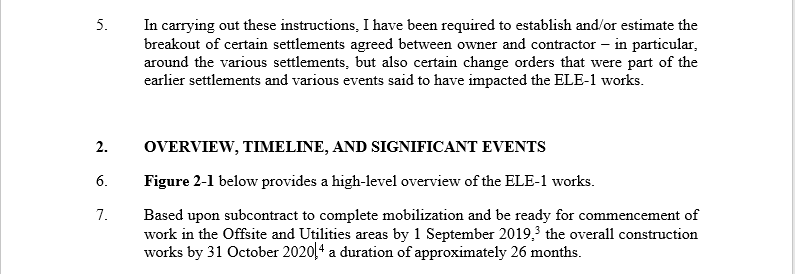 5. In carrying out these instructions, I have been required to establish and/or estimate the
breakout of certain settlements agreed between owner and contractor – in particular,
around the various settlements, but also certain change orders that were part of the
earlier settlements and various events said to have impacted the ELE-1 works.
2. OVERVIEW, TIMELINE, AND SIGNIFICANT EVENTS
6. Figure 2-1 below provides a high-level overview of the ELE-1 works.
7. Based upon subcontract to complete mobilization and be ready for commencement of
work in the Offsite and Utilities areas by 1 September 2019,³ the overall construction
works by 31 October 2020,⁴ a duration of approximately 26 months.